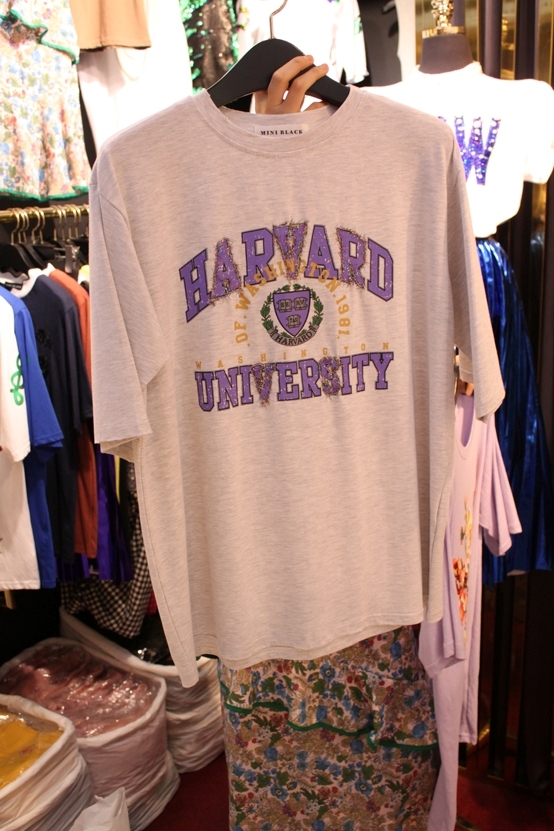 MINI BLACK
HARVARD
OF WASHINGTON 1981.
HARVARD
WASHINGTON
UNIVERSITY
W